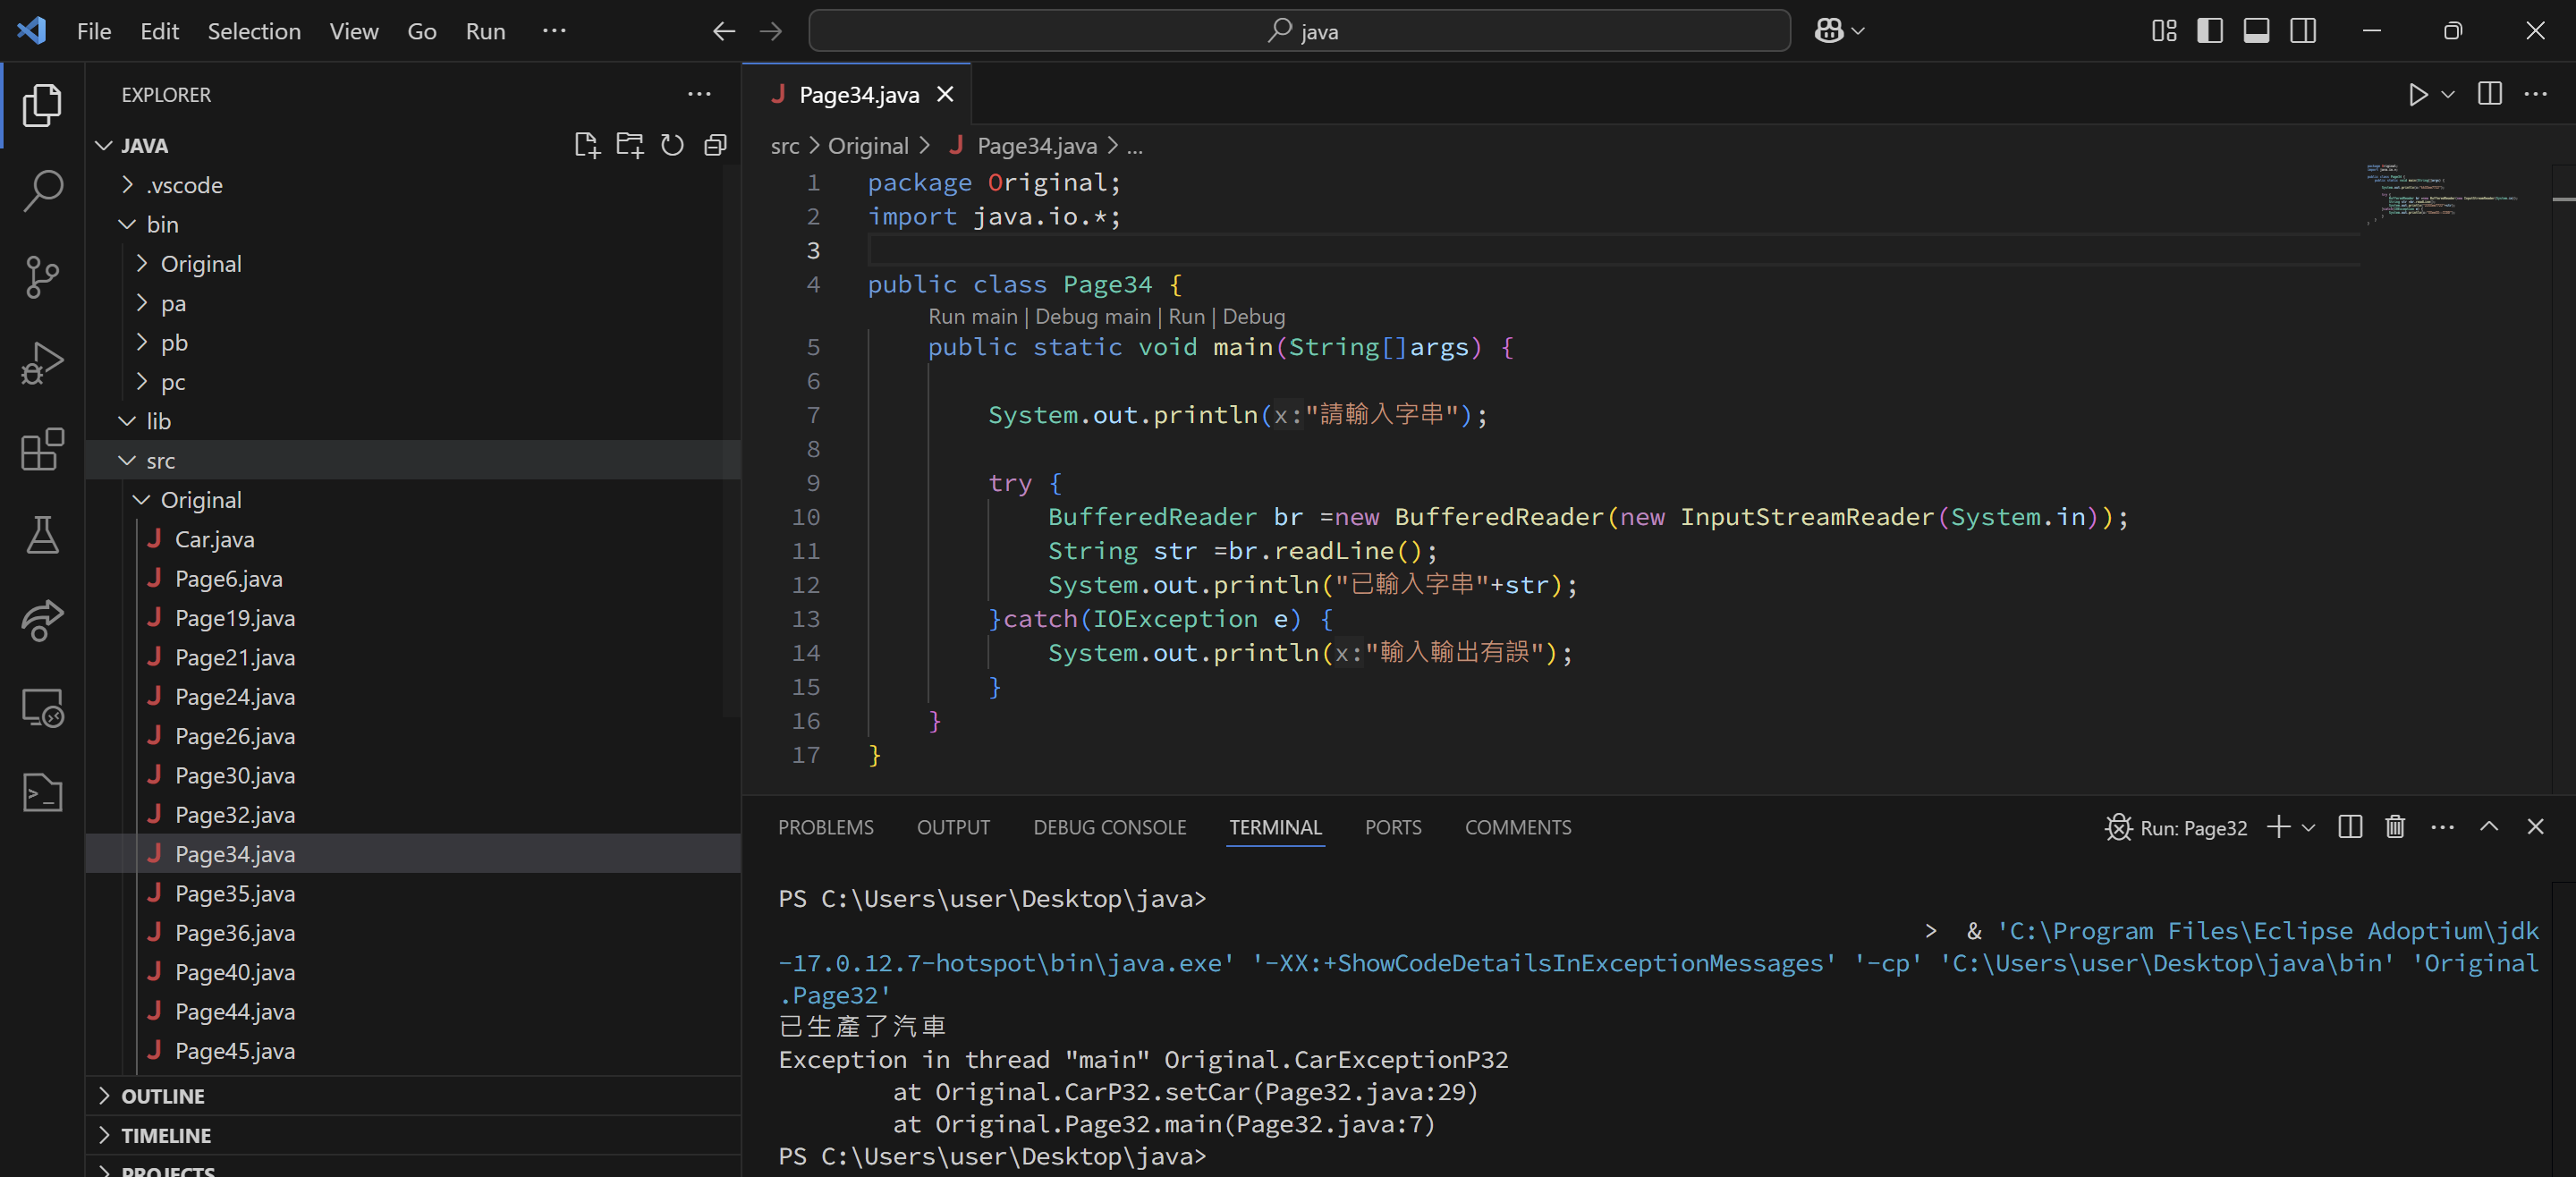 File Edit Selection View Go Run ···
java
EXPLORER
JAVA
.vscode
bin
Original
pa
pb
pc
lib
src
Original
J Car.java
J Page6.java
J Page19.java
J Page21.java
J Page24.java
J Page26.java
J Page30.java
J Page32.java
J Page34.java
J Page35.java
J Page36.java
J Page40.java
J Page44.java
J Page45.java
OUTLINE
TIMELINE
PROJECTS
J Page34.java
src > Original > J Page34.java > ...
1 package Original;
2 import java.io.*;
3
4 public class Page34 {
Run main | Debug main | Run | Debug
5 public static void main(String[]args) {
6
7 System.out.println(x:"請輸入字串");
8
9 try {
10 BufferedReader br =new BufferedReader(new InputStreamReader(System.in));
11 String str =br.readLine();
12 System.out.println("已輸入字串"+str);
13 }catch(IOException e) {
14 System.out.println(x:"輸入輸出有誤");
15 }
16 }
17 }
PROBLEMS OUTPUT DEBUG CONSOLE TERMINAL PORTS COMMENTS
Run: Page32
PS C:\Users\user\Desktop\java>
> & 'C:\Program Files\Eclipse Adoptium\jdk
-17.0.12.7-hotspot\bin\java.exe' '-XX:+ShowCodeDetailsInExceptionMessages' '-cp' 'C:\Users\user\Desktop\java\bin' 'Original
.Page32'
已生產了汽車
Exception in thread "main" Original.CarExceptionP32
at Original.CarP32.setCar(Page32.java:29)
at Original.Page32.main(Page32.java:7)
PS C:\Users\user\Desktop\java>